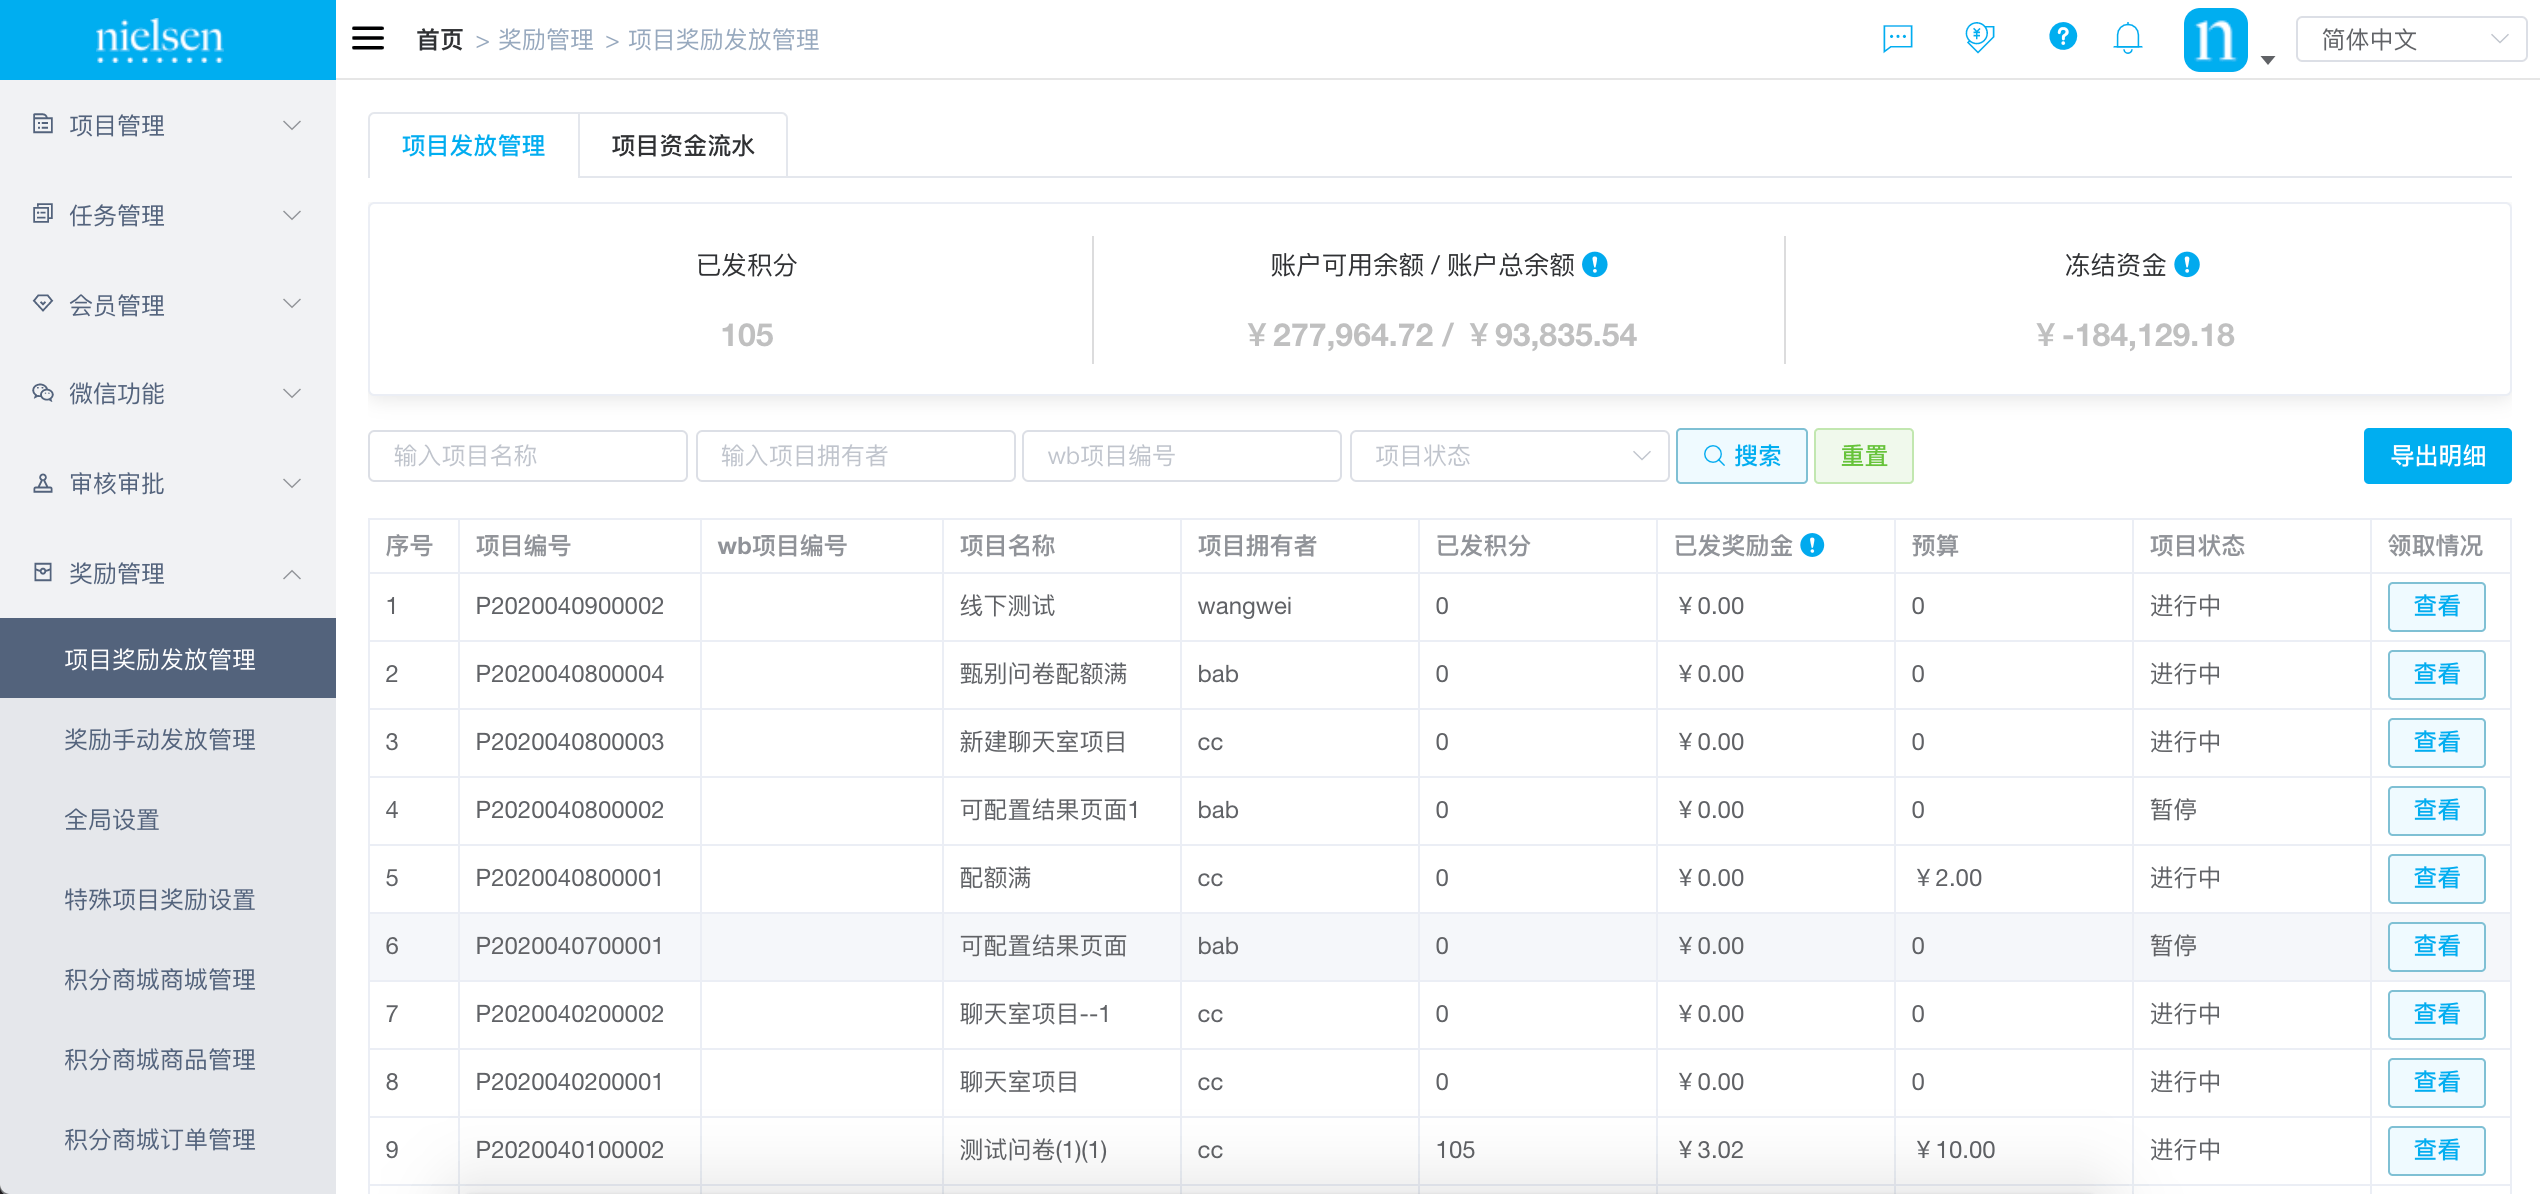 nielsen
首页 > 奖励管理 > 项目奖励发放管理
n
简体中文
项目管理
任务管理
会员管理
微信功能
审核审批
奖励管理
项目奖励发放管理
奖励手动发放管理
全局设置
特殊项目奖励设置
积分商城商城管理
积分商城商品管理
积分商城订单管理
项目发放管理 项目资金流水
已发积分 账户可用余额 / 账户总余额 冻结资金
105 ¥ 277,964.72 / ¥ 93,835.54 ¥ -184,129.18
输入项目名称 输入项目拥有者 wb项目编号 项目状态 搜索 重置 导出明细
序号 项目编号 wb项目编号 项目名称 项目拥有者 已发积分 已发奖励金 预算 项目状态 领取情况
1 P2020040900002 线下测试 wangwei 0 ¥ 0.00 0 进行中 查看
2 P2020040800004 甄别问卷配额满 bab 0 ¥ 0.00 0 进行中 查看
3 P2020040800003 新建聊天室项目 cc 0 ¥ 0.00 0 进行中 查看
4 P2020040800002 可配置结果页面1 bab 0 ¥ 0.00 0 暂停 查看
5 P2020040800001 配额满 cc 0 ¥ 0.00 ¥ 2.00 进行中 查看
6 P2020040700001 可配置结果页面 bab 0 ¥ 0.00 0 暂停 查看
7 P2020040200002 聊天室项目--1 cc 0 ¥ 0.00 0 进行中 查看
8 P2020040200001 聊天室项目 cc 0 ¥ 0.00 0 进行中 查看
9 P2020040100002 测试问卷(1)(1) cc 105 ¥ 3.02 ¥ 10.00 进行中 查看